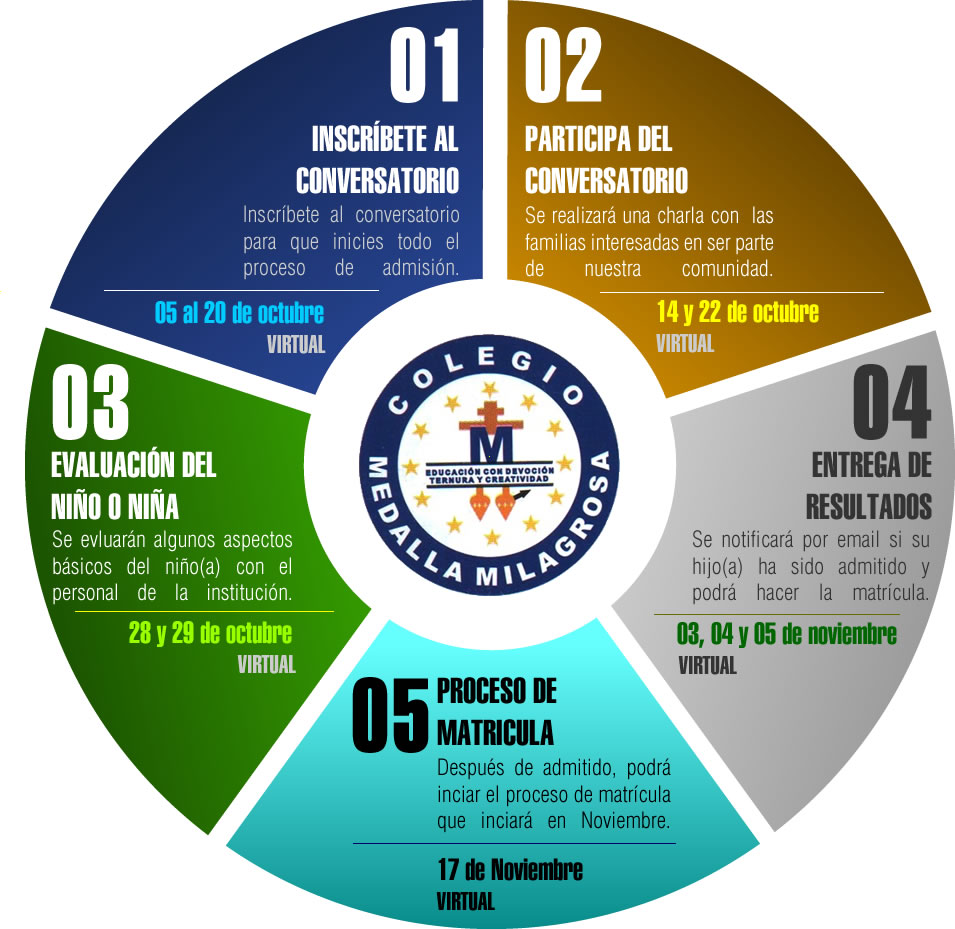 01
INSCRÍBETE AL
CONVERSATORIO
Inscríbete al conversatorio
para que inicies todo el
proceso de admisión.
05 al 20 de octubre
VIRTUAL
02
PARTICIPA DEL
CONVERSATORIO
Se realizará una charla con las
familias interesadas en ser parte
de nuestra comunidad.
14 y 22 de octubre
VIRTUAL
03
EVALUACIÓN DEL
NIÑO O NIÑA
Se evluarán algunos aspectos
básicos del niño(a) con el
personal de la institución.
28 y 29 de octubre
VIRTUAL
COLEGIO
MEDALLA MILAGROSA
M
EDUCACIÓN CON DEVOCIÓN
TERNURA Y CREATIVIDAD
04
ENTREGA DE
RESULTADOS
Se notificará por email si su
hijo(a) ha sido admitido y
podrá hacer la matrícula.
03, 04 y 05 de noviembre
VIRTUAL
05
PROCESO DE
MATRICULA
Después de admitido, podrá
inciar el proceso de matrícula
que inciará en Noviembre.
17 de Noviembre
VIRTUAL